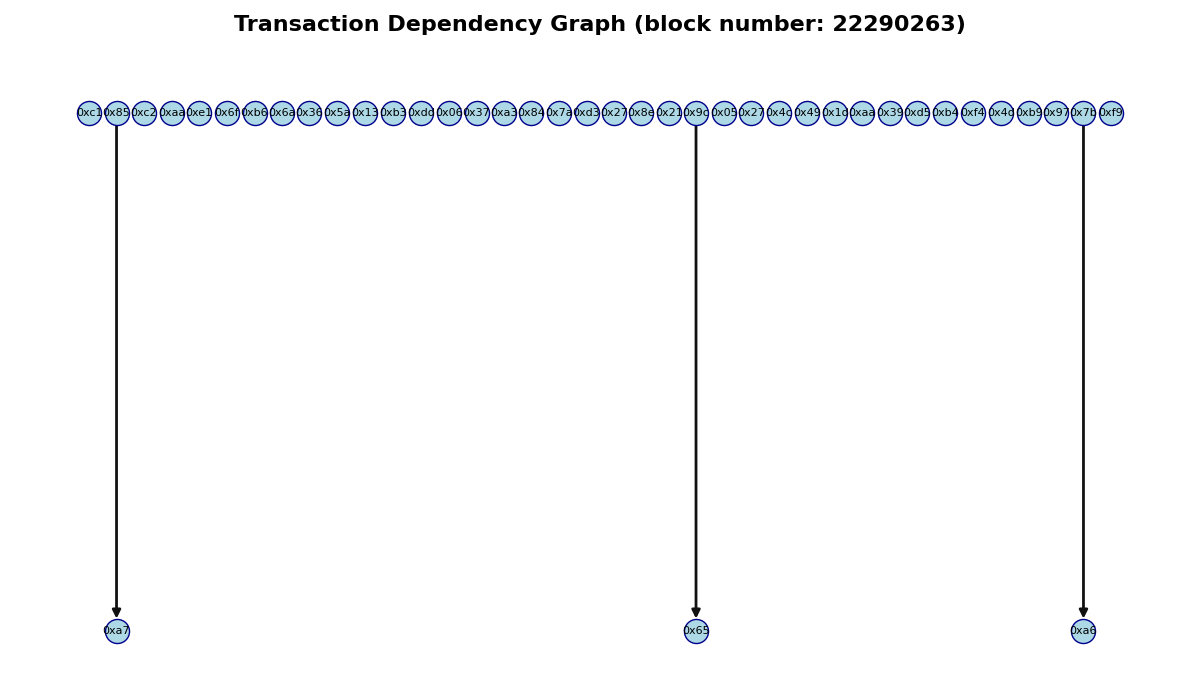 Transaction Dependency Graph (block number: 22290263)
0xc1 0x85 0xc2 0xaa 0xe1 0x6f 0xb6 0x6a 0x36 0x5a 0x13 0xb3 0xdc 0x06 0x37 0xa3 0x84 0x7a 0xd3 0x27 0x8e 0x21 0x9c 0x05 0x27 0x4c 0x49 0x1d 0xaa 0x39 0xd5 0xb4 0xf4 0x4c 0xb9 0x97 0x7b 0xf9
0xa7 0x65 0xa6